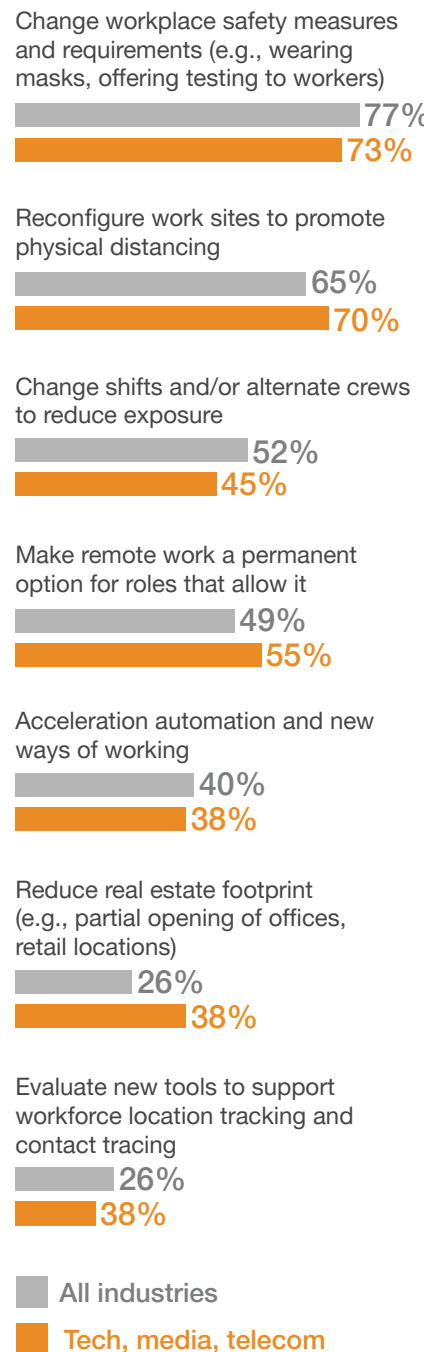 Change workplace safety measures
and requirements (e.g., wearing
masks, offering testing to workers)
77%
73%
Reconfigure work sites to promote
physical distancing
65%
70%
Change shifts and/or alternate crews
to reduce exposure
52%
45%
Make remote work a permanent
option for roles that allow it
49%
55%
Acceleration automation and new
ways of working
40%
38%
Reduce real estate footprint
(e.g., partial opening of offices,
retail locations)
26%
38%
Evaluate new tools to support
workforce location tracking and
contact tracing
26%
38%
All industries
Tech, media, telecom